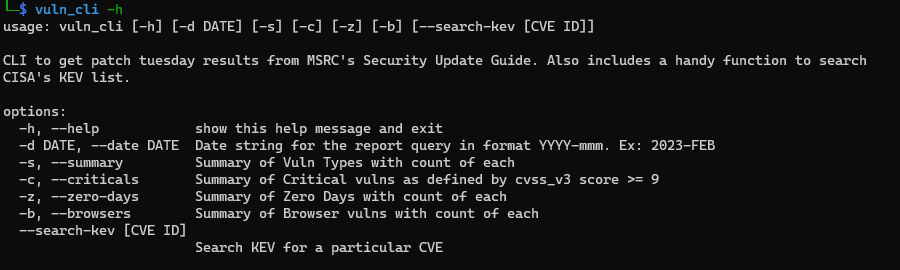 └─$ vuln_cli -h
usage: vuln_cli [-h] [-d DATE] [-s] [-c] [-z] [-b] [--search-kev [CVE ID]]
CLI to get patch tuesday results from MSRC's Security Update Guide. Also includes a handy function to search
CISA's KEV list.
options:
  -h, --help            show this help message and exit
  -d DATE, --date DATE  Date string for the report query in format YYYY-mmm. Ex: 2023-FEB
  -s, --summary         Summary of Vuln Types with count of each
  -c, --criticals       Summary of Critical vulns as defined by cvss_v3 score >= 9
  -z, --zero-days       Summary of Zero Days with count of each
  -b, --browsers        Summary of Browser vulns with count of each
  --search-kev [CVE ID]
                        Search KEV for a particular CVE